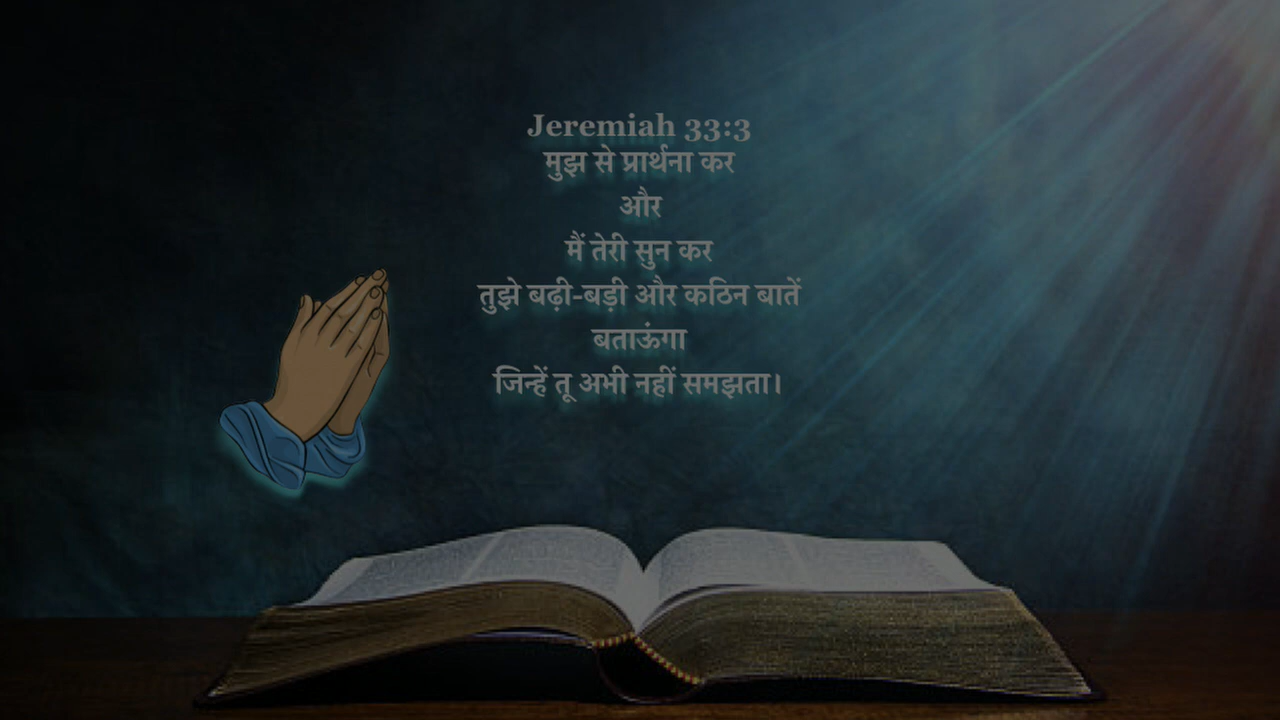 Jeremiah 33:3
मुझ से प्रार्थना कर
और
मैं तेरी सुन कर
तुझे बढ़ी-बड़ी और कठिन बातें
बताऊंगा
जिन्हें तू अभी नहीं समझता।